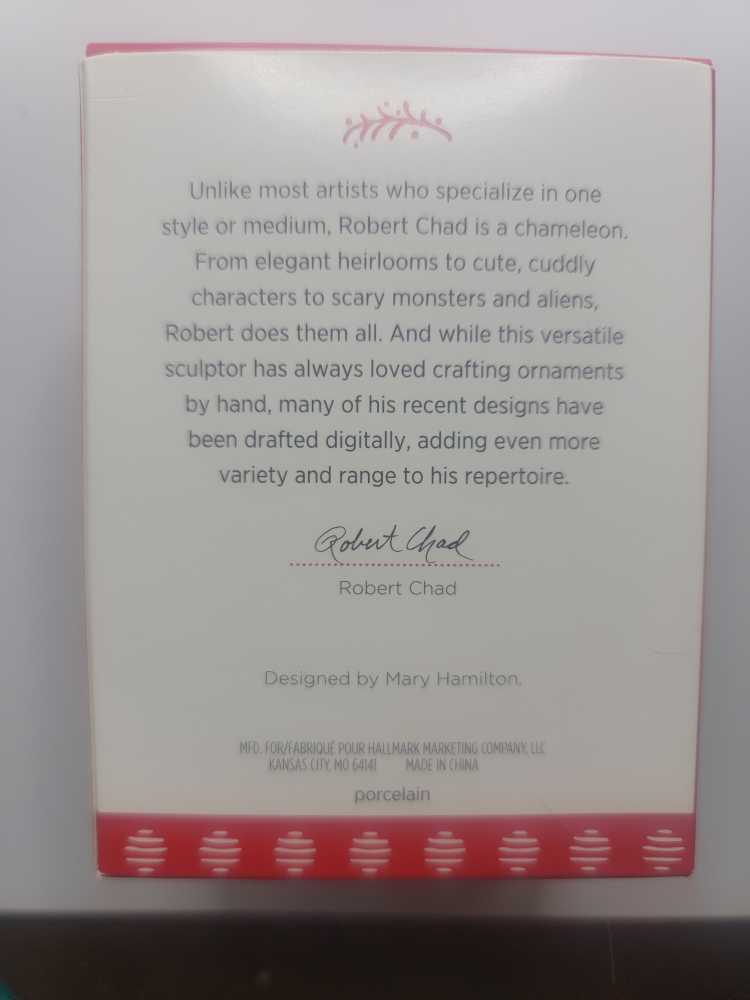 Unlike most artists who specialize in one
style or medium, Robert Chad is a chameleon.
From elegant heirlooms to cute, cuddly
characters to scary monsters and aliens,
Robert does them all. And while this versatile
sculptor has always loved crafting ornaments
by hand, many of his recent designs have
been drafted digitally, adding even more
variety and range to his repertoire.
Robert Chad
Robert Chad
Designed by Mary Hamilton.
MFD. FOR/FABRIQUÉ POUR HALLMARK MARKETING COMPANY, LLC
KANSAS CITY, MO 64141 MADE IN CHINA
porcelain